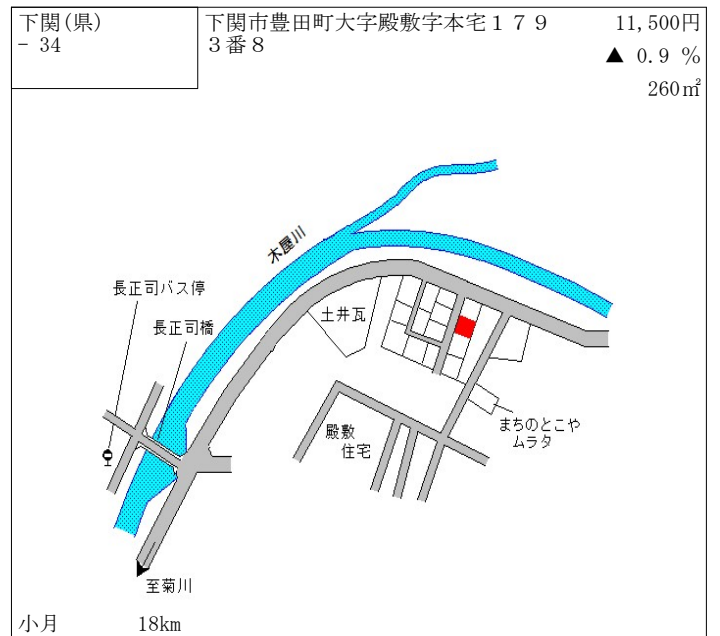 下関(県)
- 34
下関市豊田町大字殿敷字本宅１７９
３番８
11,500円
▲ 0.9 %
260㎡
木屋川
長正司バス停
長正司橋
土井瓦
殿敷
住宅
まちのとこや
ムラタ
至菊川
小月 18km